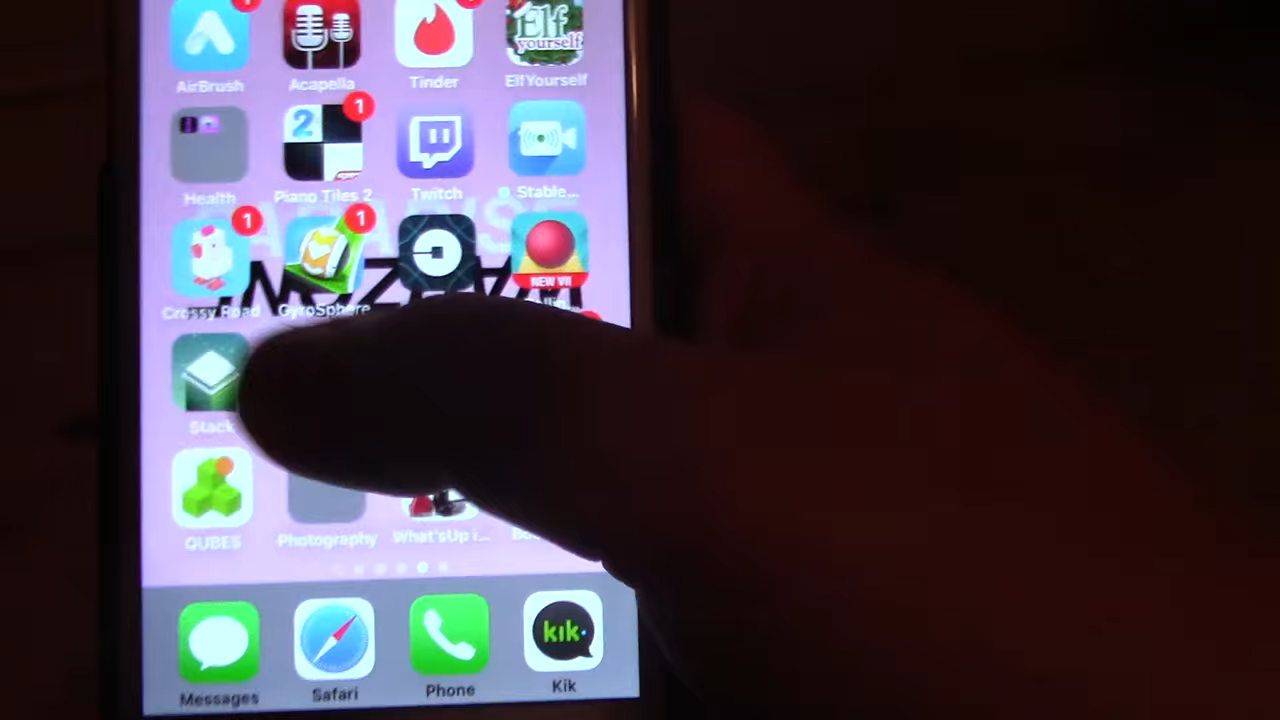 1
AirBrush Acapella Tinder ElfYourself
Elf
yourself
2 1
Health Piano Tiles 2 Twitch Stable...
1 1
NEW VII
Crossy Road GyroSphere
Stack
QUBES Photography What'sUp i...
kik
Messages Safari Phone Kik